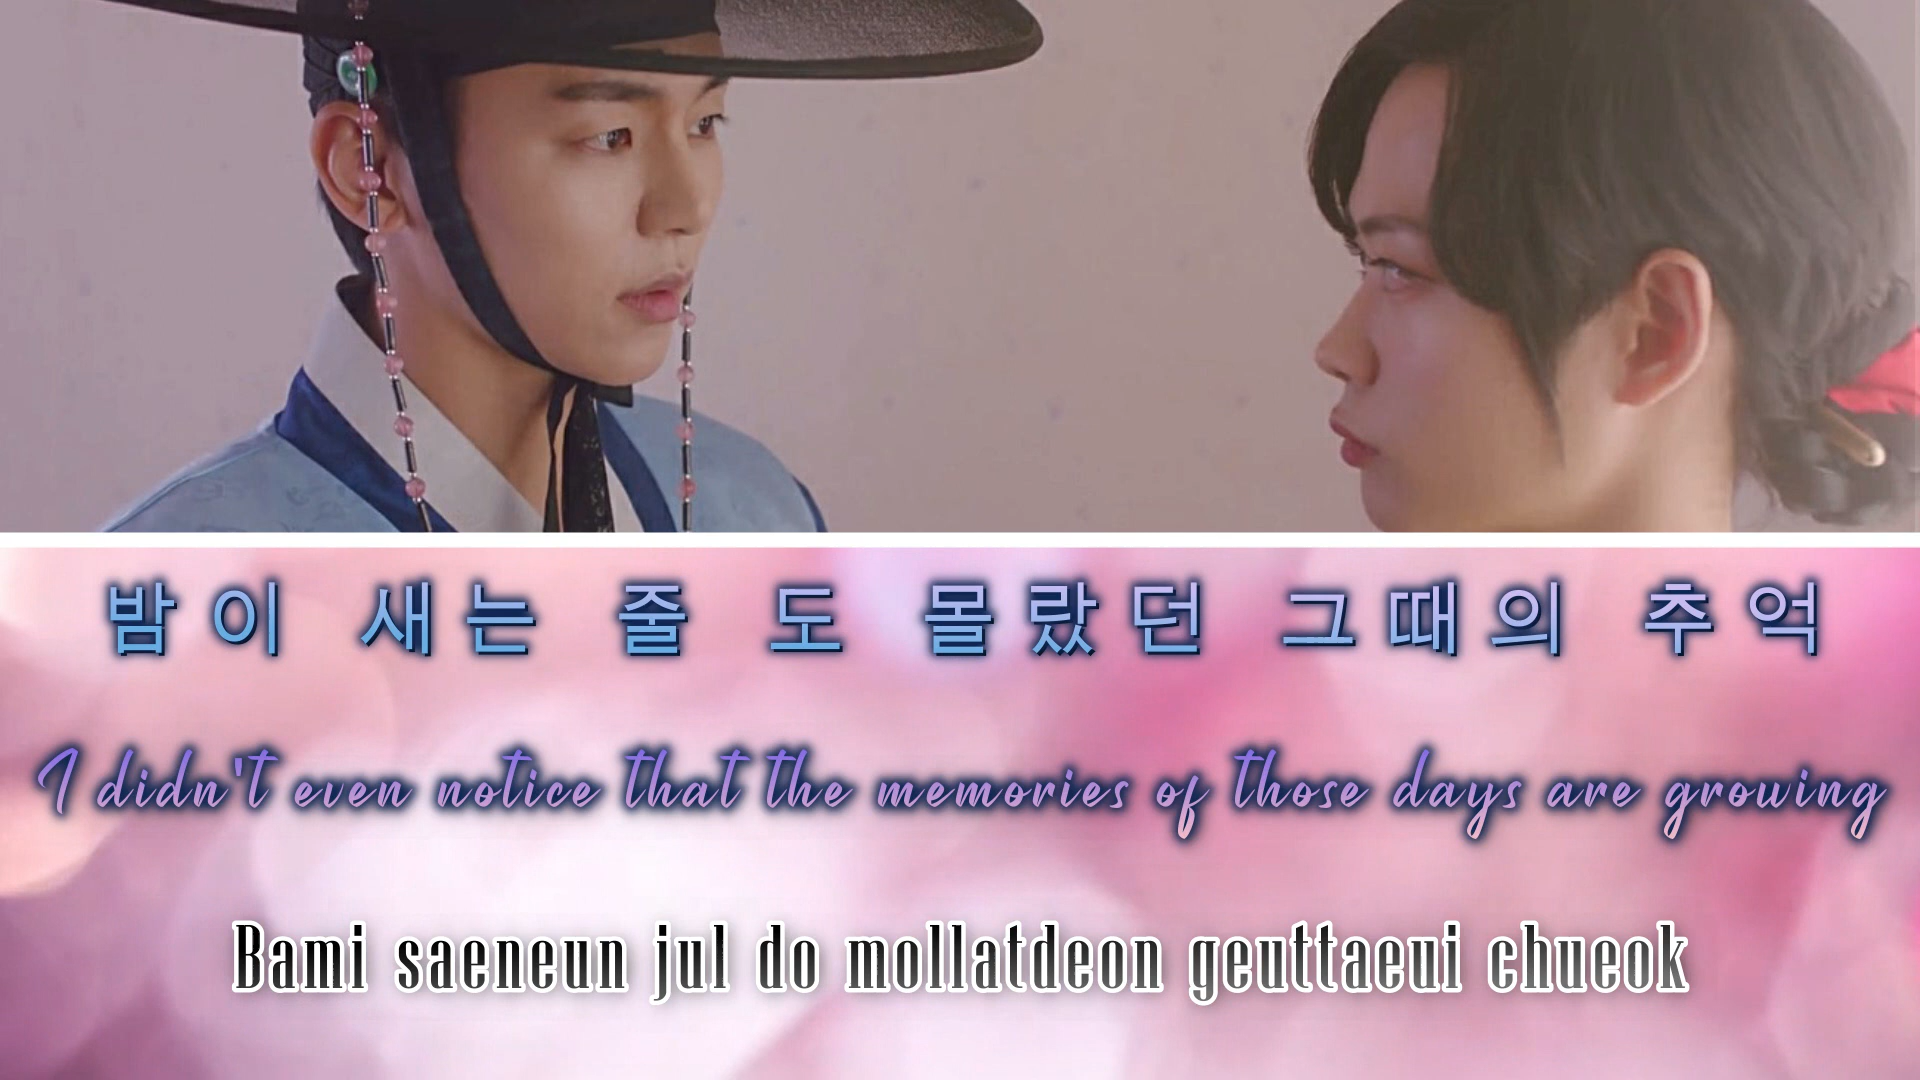 밤이 새는 줄 도 몰랐던 그때의 추억
I didn't even notice that the memories of those days are growing
Bami saeneun jul do mollatdeon geuttaeui chueok